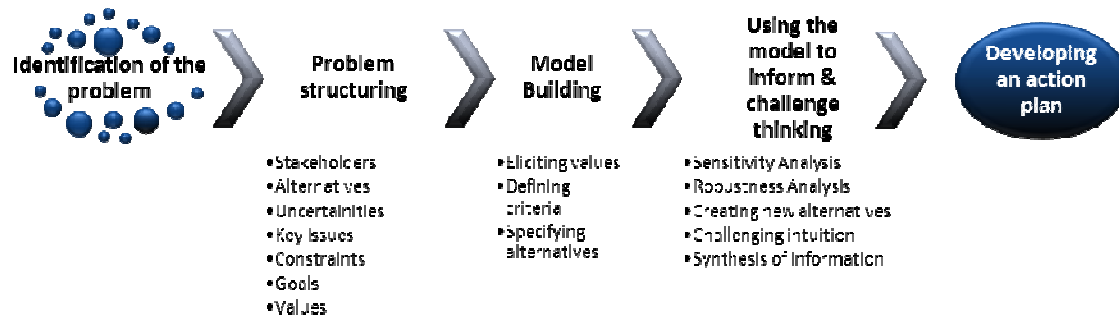 Identification of the
problem
Problem
structuring
•Stakeholders
•Alternatives
•Uncertainities
•Key issues
•Constraints
•Goals
•Values
Model
Building
•Eliciting values
•Defining
criteria
•Specifying
alternatives
Using the
model to
inform &
challenge
thinking
•Sensitivity Analysis
•Robustness Analysis
•Creating new alternatives
•Challenging intuition
•Synthesis of information
Developing
an action
plan